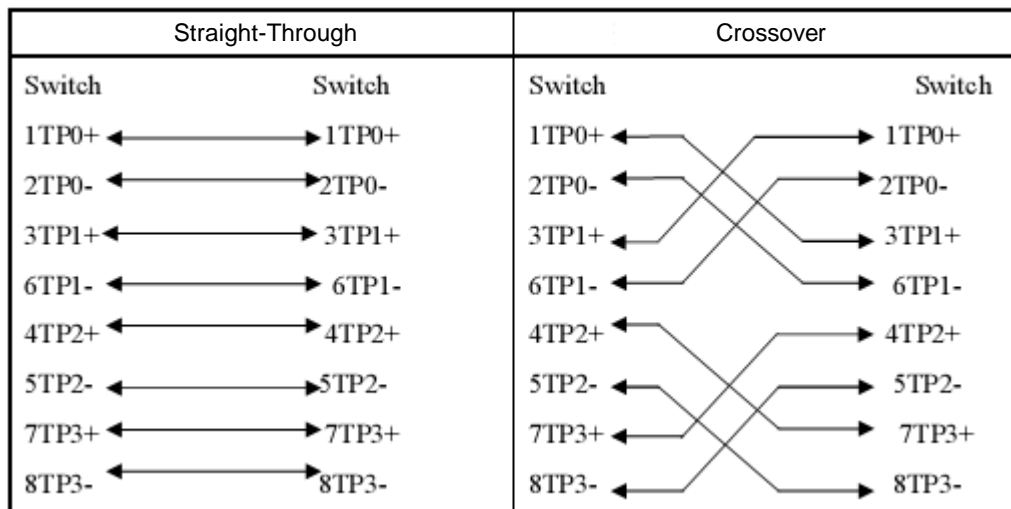 Straight-Through Crossover
Switch Switch Switch Switch
1TP0+ 1TP0+ 1TP0+ 1TP0+
2TP0- 2TP0- 2TP0- 2TP0-
3TP1+ 3TP1+ 3TP1+ 3TP1+
6TP1- 6TP1- 6TP1- 6TP1-
4TP2+ 4TP2+ 4TP2+ 4TP2+
5TP2- 5TP2- 5TP2- 5TP2-
7TP3+ 7TP3+ 7TP3+ 7TP3+
8TP3- 8TP3- 8TP3- 8TP3-